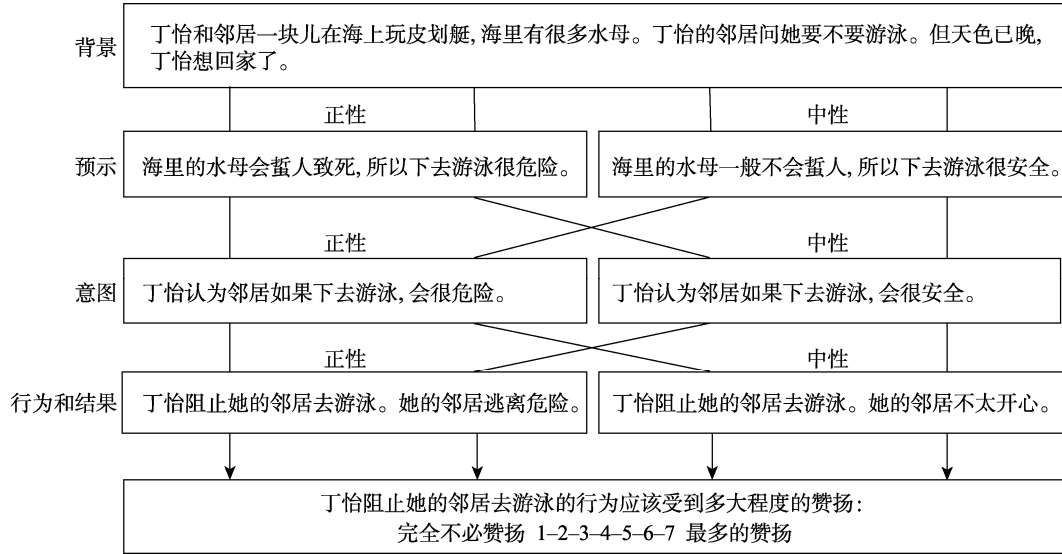 背景
丁怡和邻居一块儿在海上玩皮划艇, 海里有很多水母。丁怡的邻居问她要不要游泳。但天色已晚,
丁怡想回家了。
正性
中性
预示
海里的水母会蜇人致死, 所以下去游泳很危险。
海里的水母一般不会蜇人, 所以下去游泳很安全。
正性
中性
意图
丁怡认为邻居如果下去游泳, 会很危险。
丁怡认为邻居如果下去游泳, 会很安全。
正性
中性
行为和结果
丁怡阻止她的邻居去游泳。她的邻居逃离危险。
丁怡阻止她的邻居去游泳。她的邻居不太开心。
丁怡阻止她的邻居去游泳的行为应该受到多大程度的赞扬:
完全不必赞扬 1–2–3–4–5–6–7 最多的赞扬